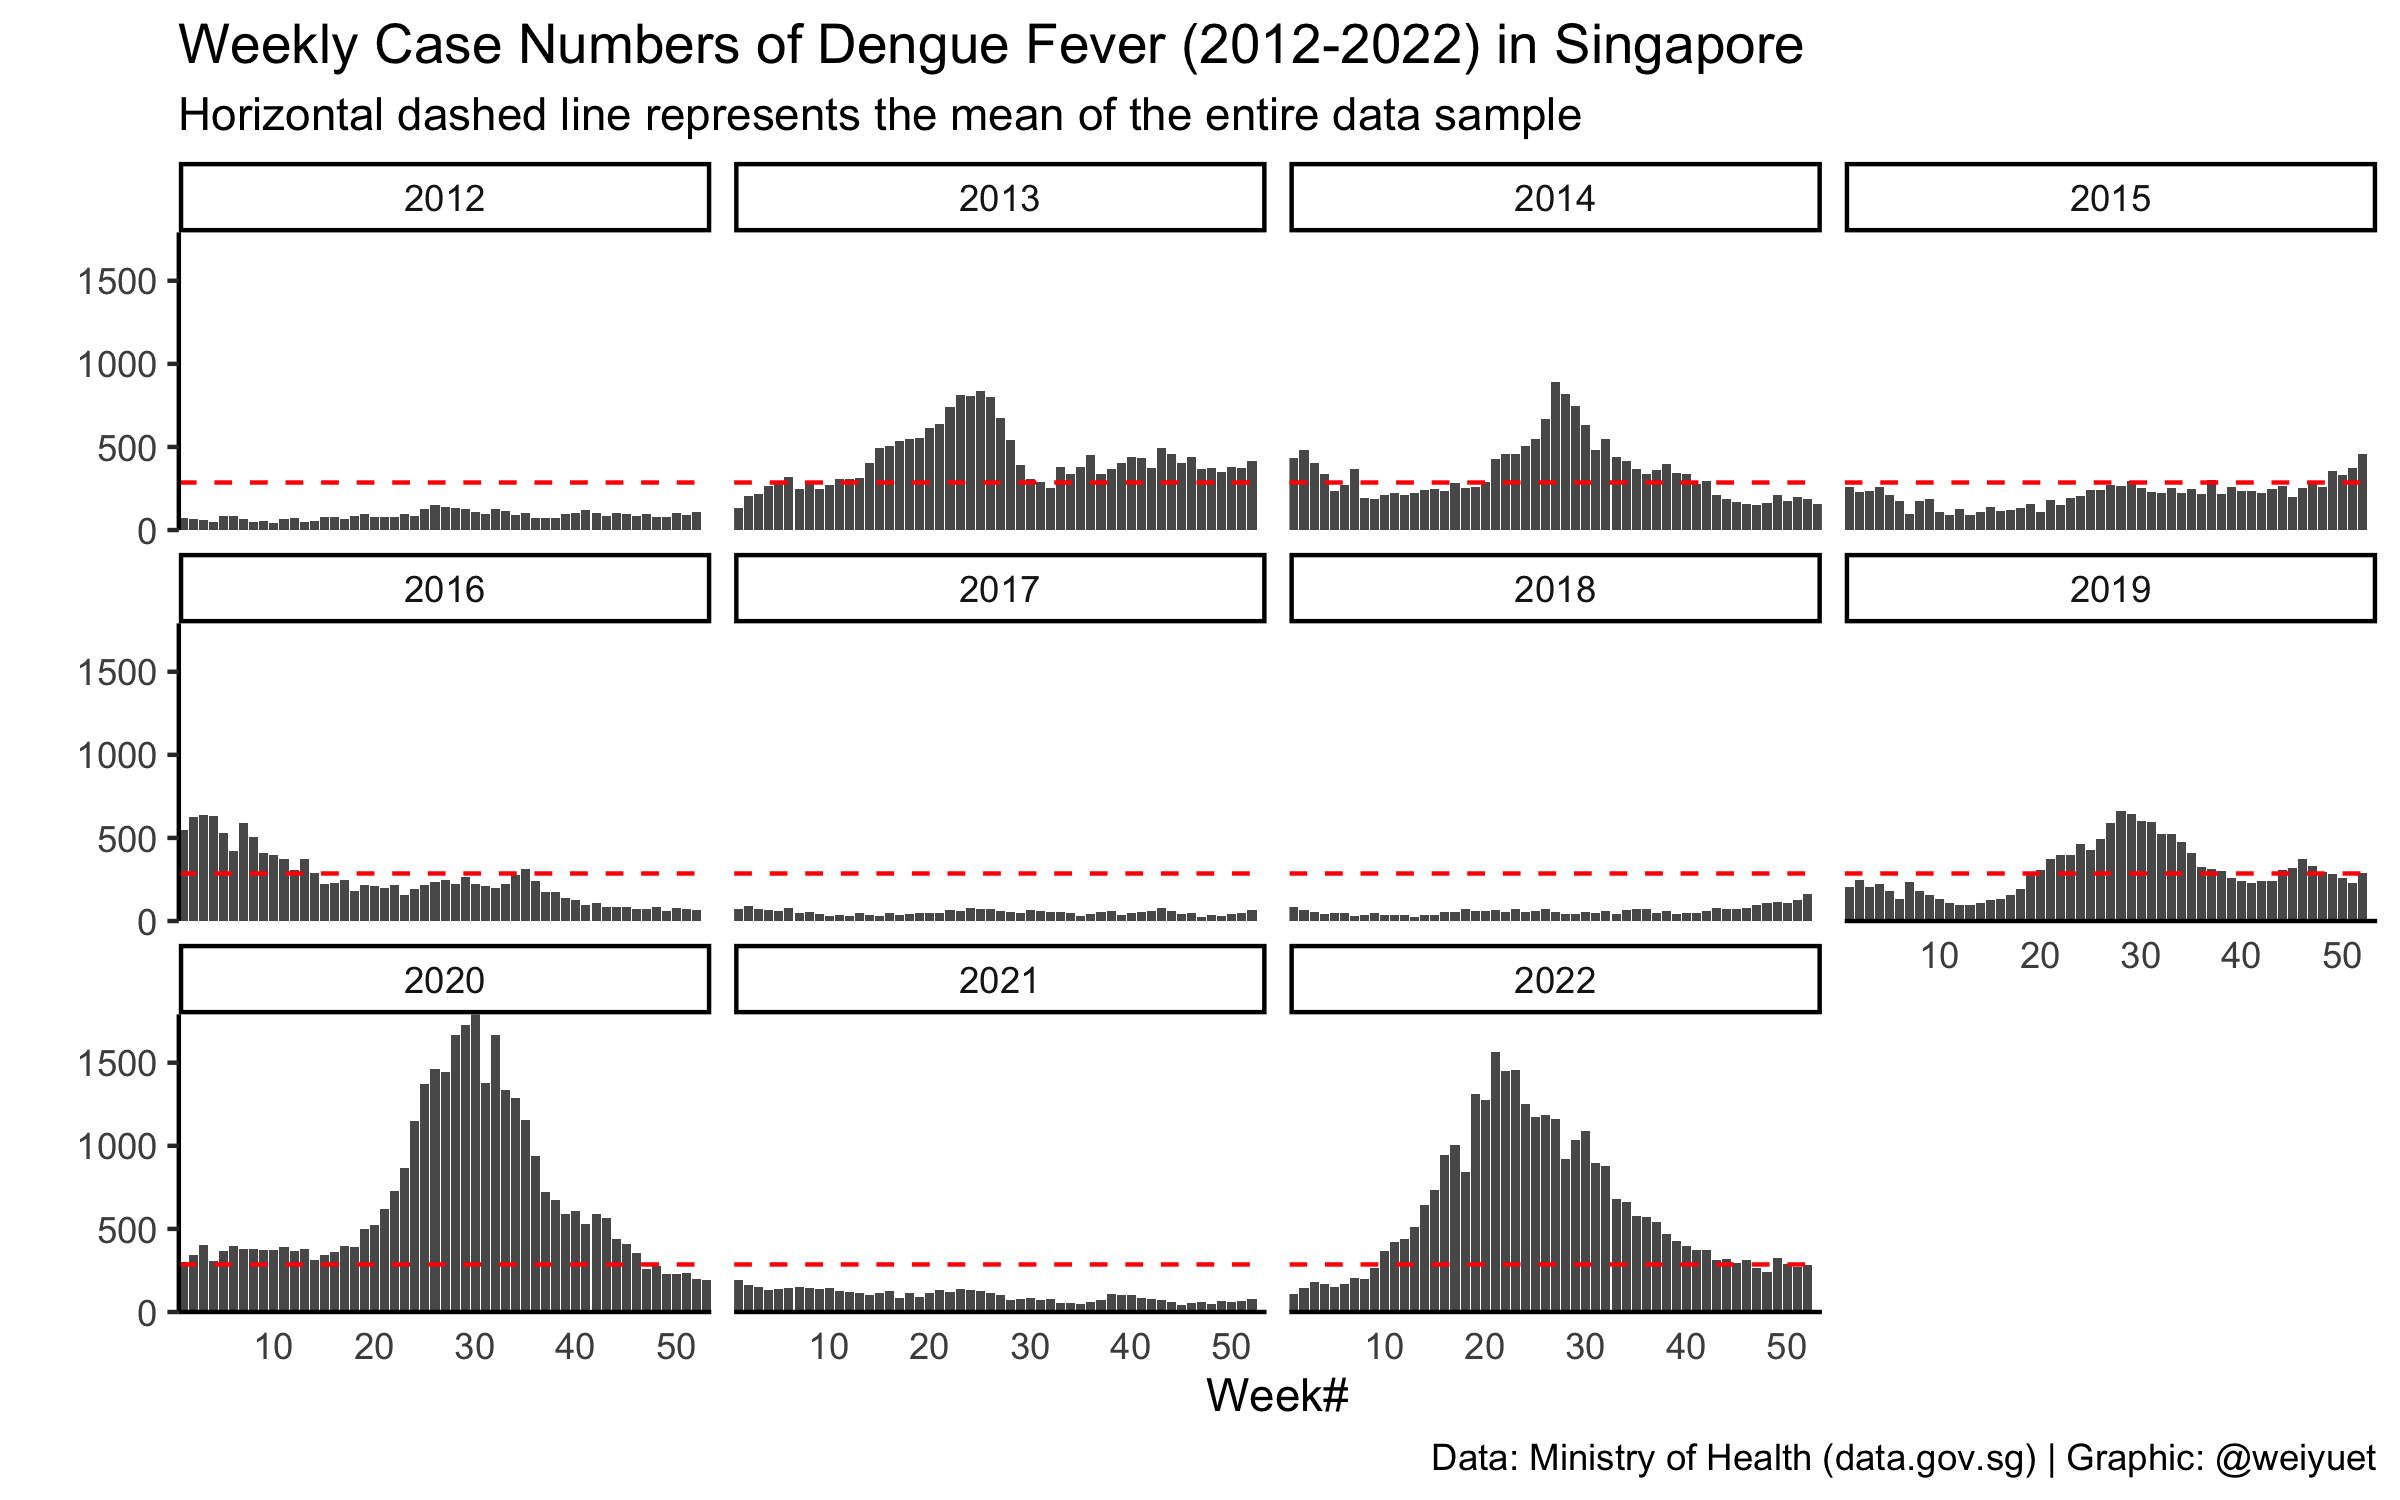 Weekly Case Numbers of Dengue Fever (2012-2022) in Singapore
Horizontal dashed line represents the mean of the entire data sample
2012 2013 2014 2015
1500
1000
500
0
2016 2017 2018 2019
1500
1000
500
0
10 20 30 40 50
2020 2021 2022
1500
1000
500
0
10 20 30 40 50 10 20 30 40 50 10 20 30 40 50
Week#
Data: Ministry of Health (data.gov.sg) | Graphic: @weiyuet